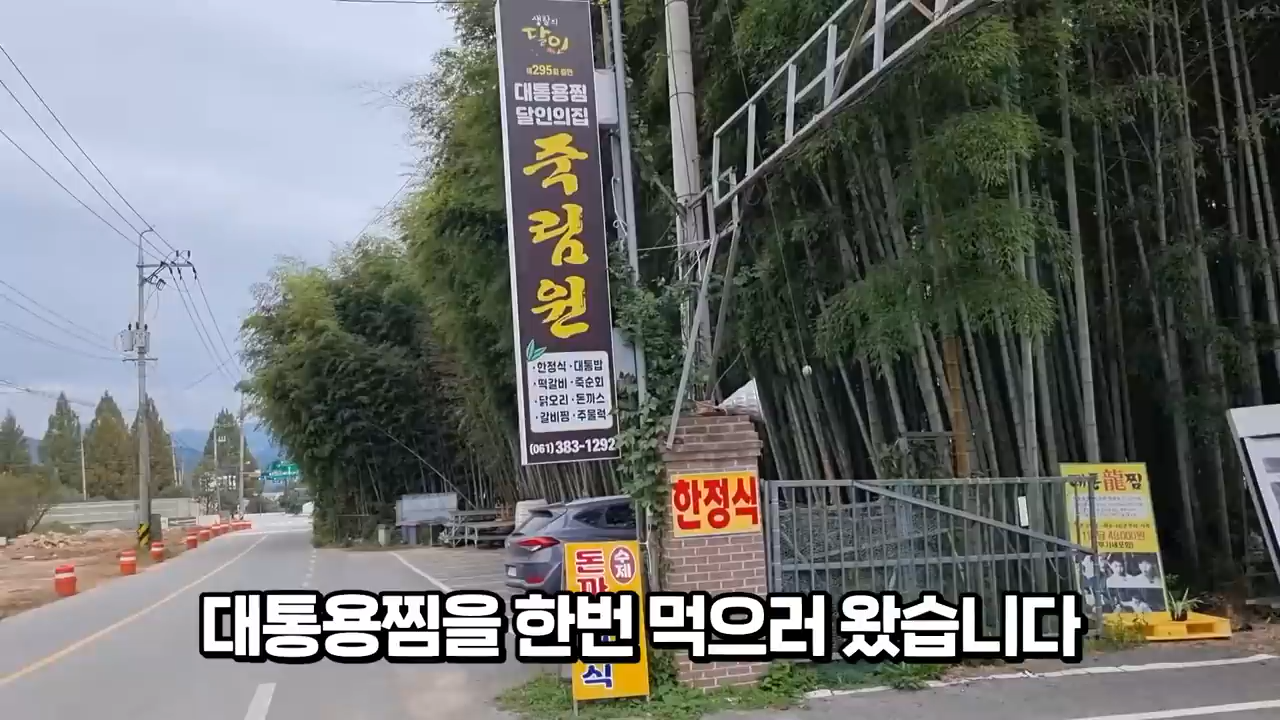 생활의
달인
제295회 출연
대통용찜
달인의집
죽림원
·한정식·대통밥
·떡갈비·죽순회
·닭오리·돈까스
·갈비찜·주물럭
(061)383-1292
한정식
대통龍찜
수제
돈까
식
대통용찜을 한번 먹으러 왔습니다